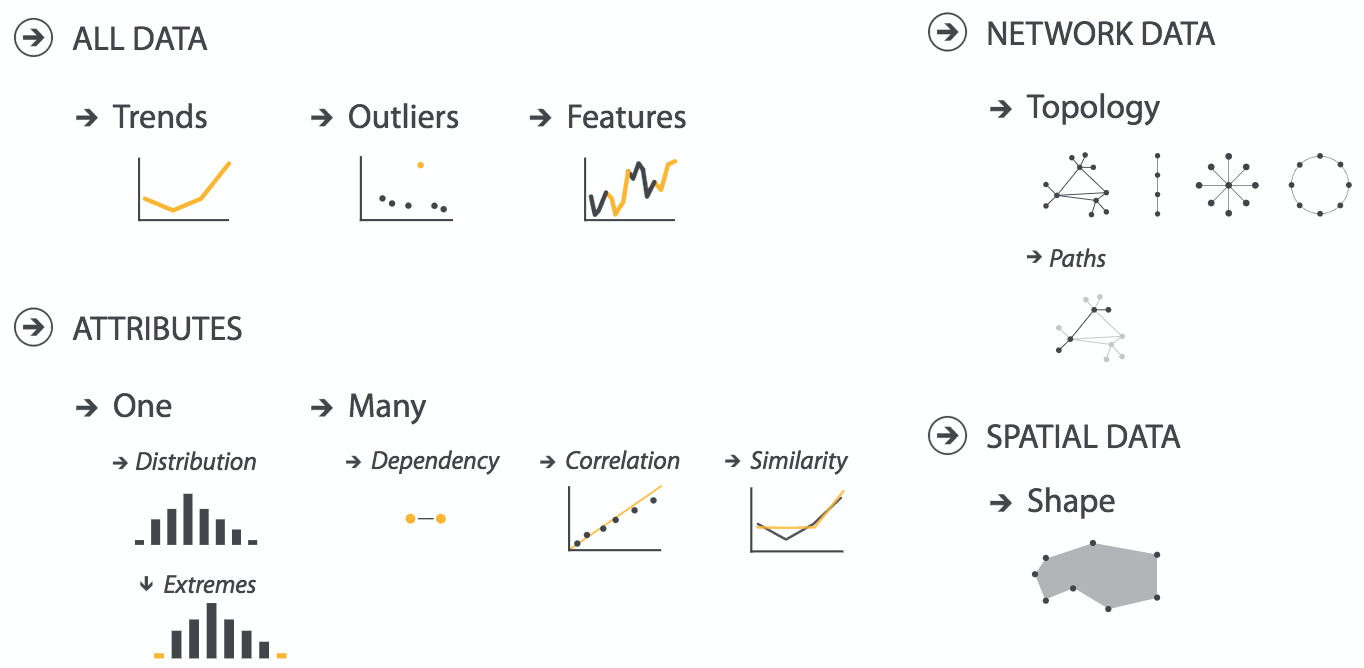 ALL DATA
Trends
Outliers
Features
ATTRIBUTES
One
Many
Distribution
Dependency
Correlation
Similarity
Extremes
NETWORK DATA
Topology
Paths
SPATIAL DATA
Shape